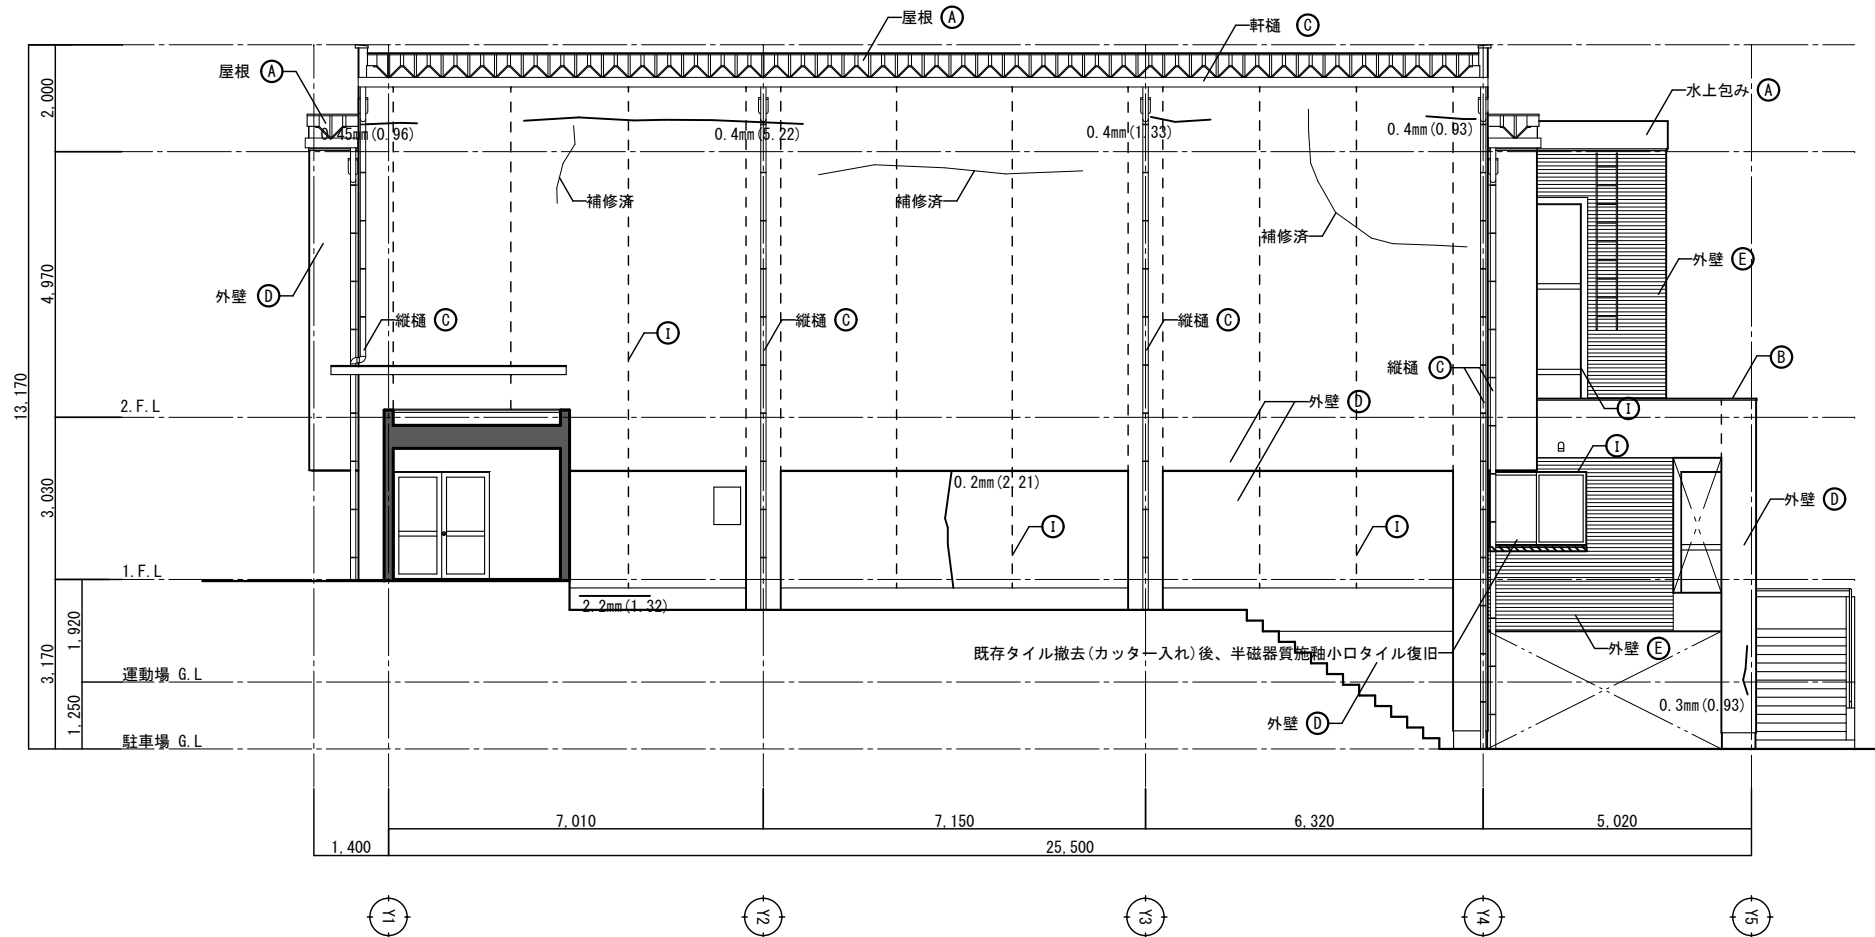 屋根 A
軒樋 C
屋根 A
水上包み A
2,000
0.45mm(0.96)
0.4mm(5.22)
0.4mm(1.33)
0.4mm(0.93)
補修済
補修済
補修済
外壁 E
4,970
外壁 D
縦樋 C
I
縦樋 C
縦樋 C
B
縦樋 C
13,170
2.F.L
外壁 D
I
I
3,030
0.2mm(2.21)
外壁 D
I
I
1.F.L
2.2mm(1.32)
1,920
3,170
既存タイル撤去(カッター入れ)後、半磁器質施釉小口タイル復旧
外壁 E
運動場 G.L
1,250
0.3mm(0.93)
外壁 D
駐車場 G.L
7,010
7,150
6,320
5,020
1,400
25,500
Y1
Y2
Y3
Y4
Y5